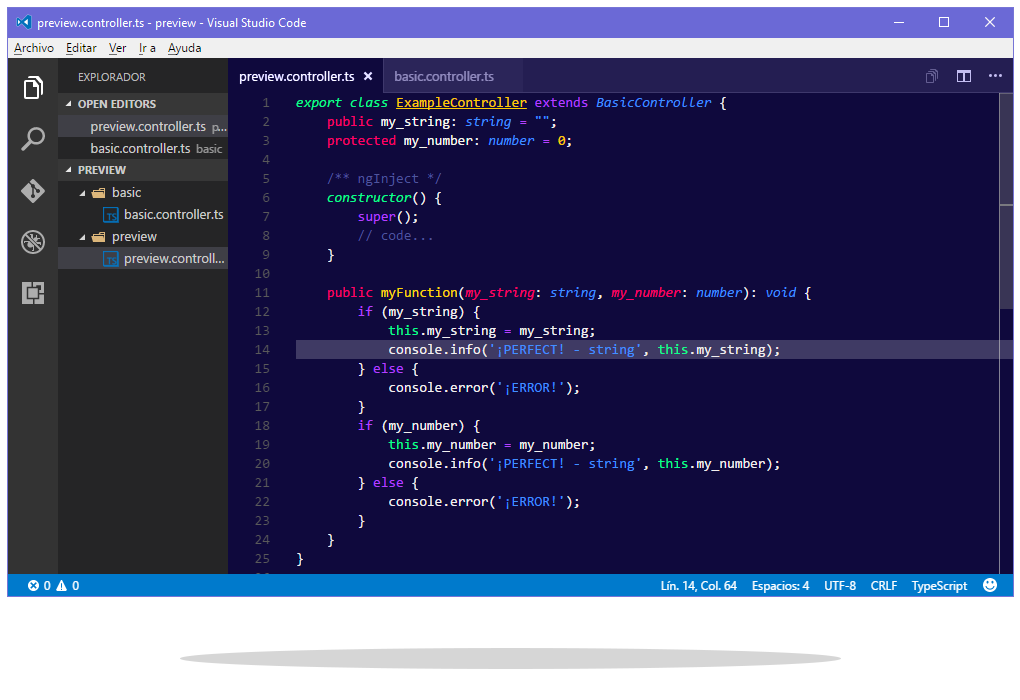 preview.controller.ts - preview - Visual Studio Code
Archivo Editar Ver Ir a Ayuda
EXPLORADOR
OPEN EDITORS
preview.controller.ts p...
basic.controller.ts basic
PREVIEW
basic
TS basic.controller.ts
preview
TS preview.controll...
preview.controller.ts × basic.controller.ts
1 export class ExampleController extends BasicController {
2 public my_string: string = "";
3 protected my_number: number = 0;
4
5 /** ngInject */
6 constructor() {
7 super();
8 // code...
9 }
10
11 public myFunction(my_string: string, my_number: number): void {
12 if (my_string) {
13 this.my_string = my_string;
14 console.info('¡PERFECT! - string', this.my_string);
15 } else {
16 console.error('¡ERROR!');
17 }
18 if (my_number) {
19 this.my_number = my_number;
20 console.info('¡PERFECT! - string', this.my_number);
21 } else {
22 console.error('¡ERROR!');
23 }
24 }
25 }
0 0 Lín. 14, Col. 64 Espacios: 4 UTF-8 CRLF TypeScript